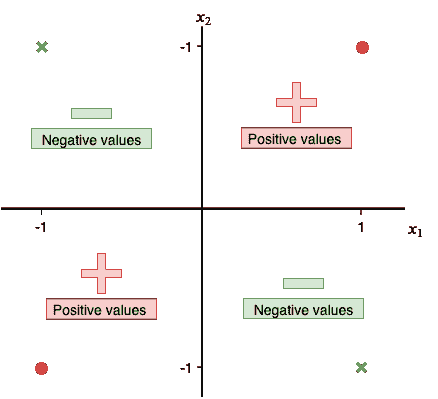 x₂
-1
Negative values
Positive values
-1
1
x₁
Positive values
Negative values
-1